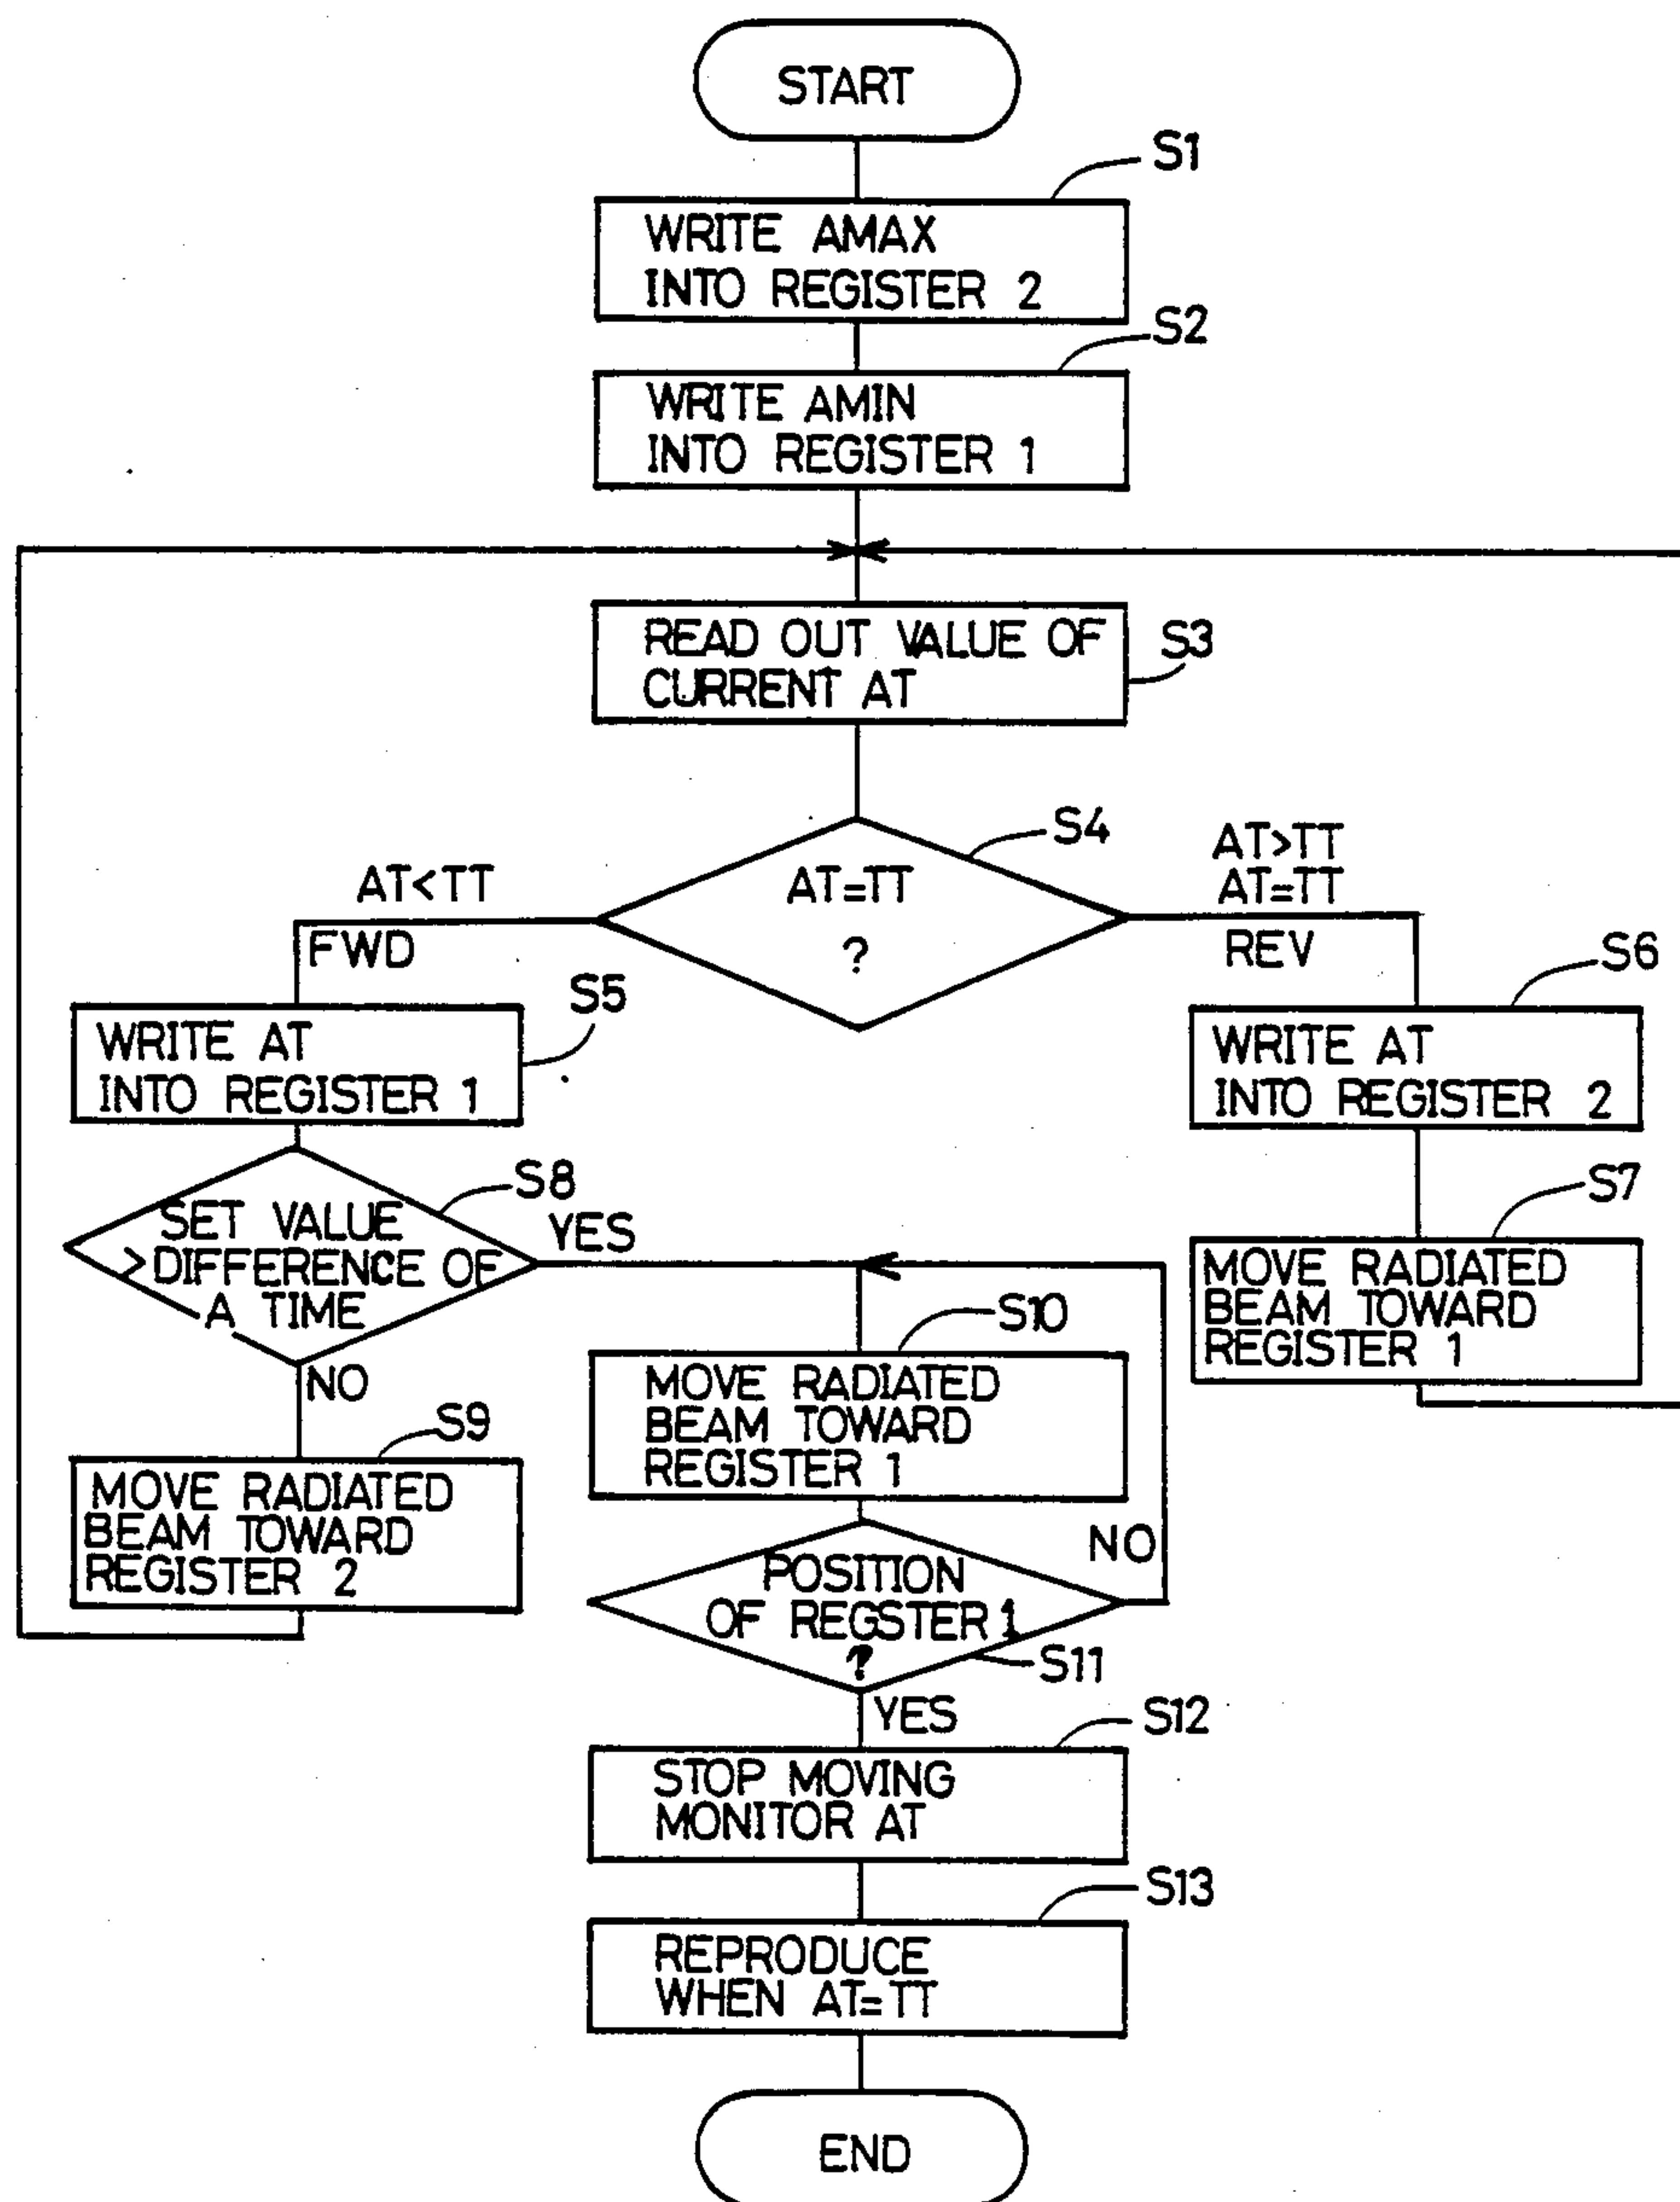 START
S1
WRITE AMAX
INTO REGISTER 2
S2
WRITE AMIN
INTO REGISTER 1
READ OUT VALUE OF
CURRENT AT
S3
S4
AT=TT
?
AT<TT
FWD
AT>TT
AT=TT
REV
S5
WRITE AT
INTO REGISTER 1
S6
WRITE AT
INTO REGISTER 2
S8
SET VALUE
>DIFFERENCE OF
A TIME
YES
NO
S7
MOVE RADIATED
BEAM TOWARD
REGISTER 1
S9
MOVE RADIATED
BEAM TOWARD
REGISTER 2
S10
MOVE RADIATED
BEAM TOWARD
REGISTER 1
NO
POSITION
OF REGSTER 1
?
S11
YES
S12
STOP MOVING
MONITOR AT
S13
REPRODUCE
WHEN AT=TT
END